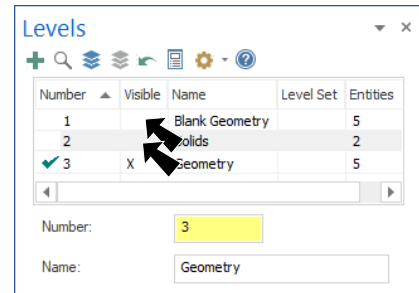 Levels
Number Visible Name Level Set Entities
1 Blank Geometry 5
2 Solids 2
3 X Geometry 5
Number: 3
Name: Geometry